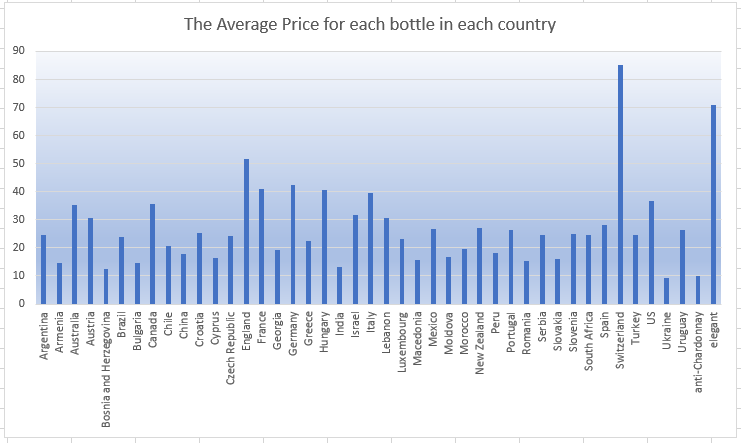 The Average Price for each bottle in each country
90
80
70
60
50
40
30
20
10
0
Argentina
Armenia
Australia
Austria
Bosnia and Herzegovina
Brazil
Bulgaria
Canada
Chile
China
Croatia
Cyprus
Czech Republic
England
France
Georgia
Germany
Greece
Hungary
India
Israel
Italy
Lebanon
Luxembourg
Macedonia
Mexico
Moldova
Morocco
New Zealand
Peru
Portugal
Romania
Serbia
Slovakia
Slovenia
South Africa
Spain
Switzerland
Turkey
US
Ukraine
Uruguay
anti-Chardonnay
elegant